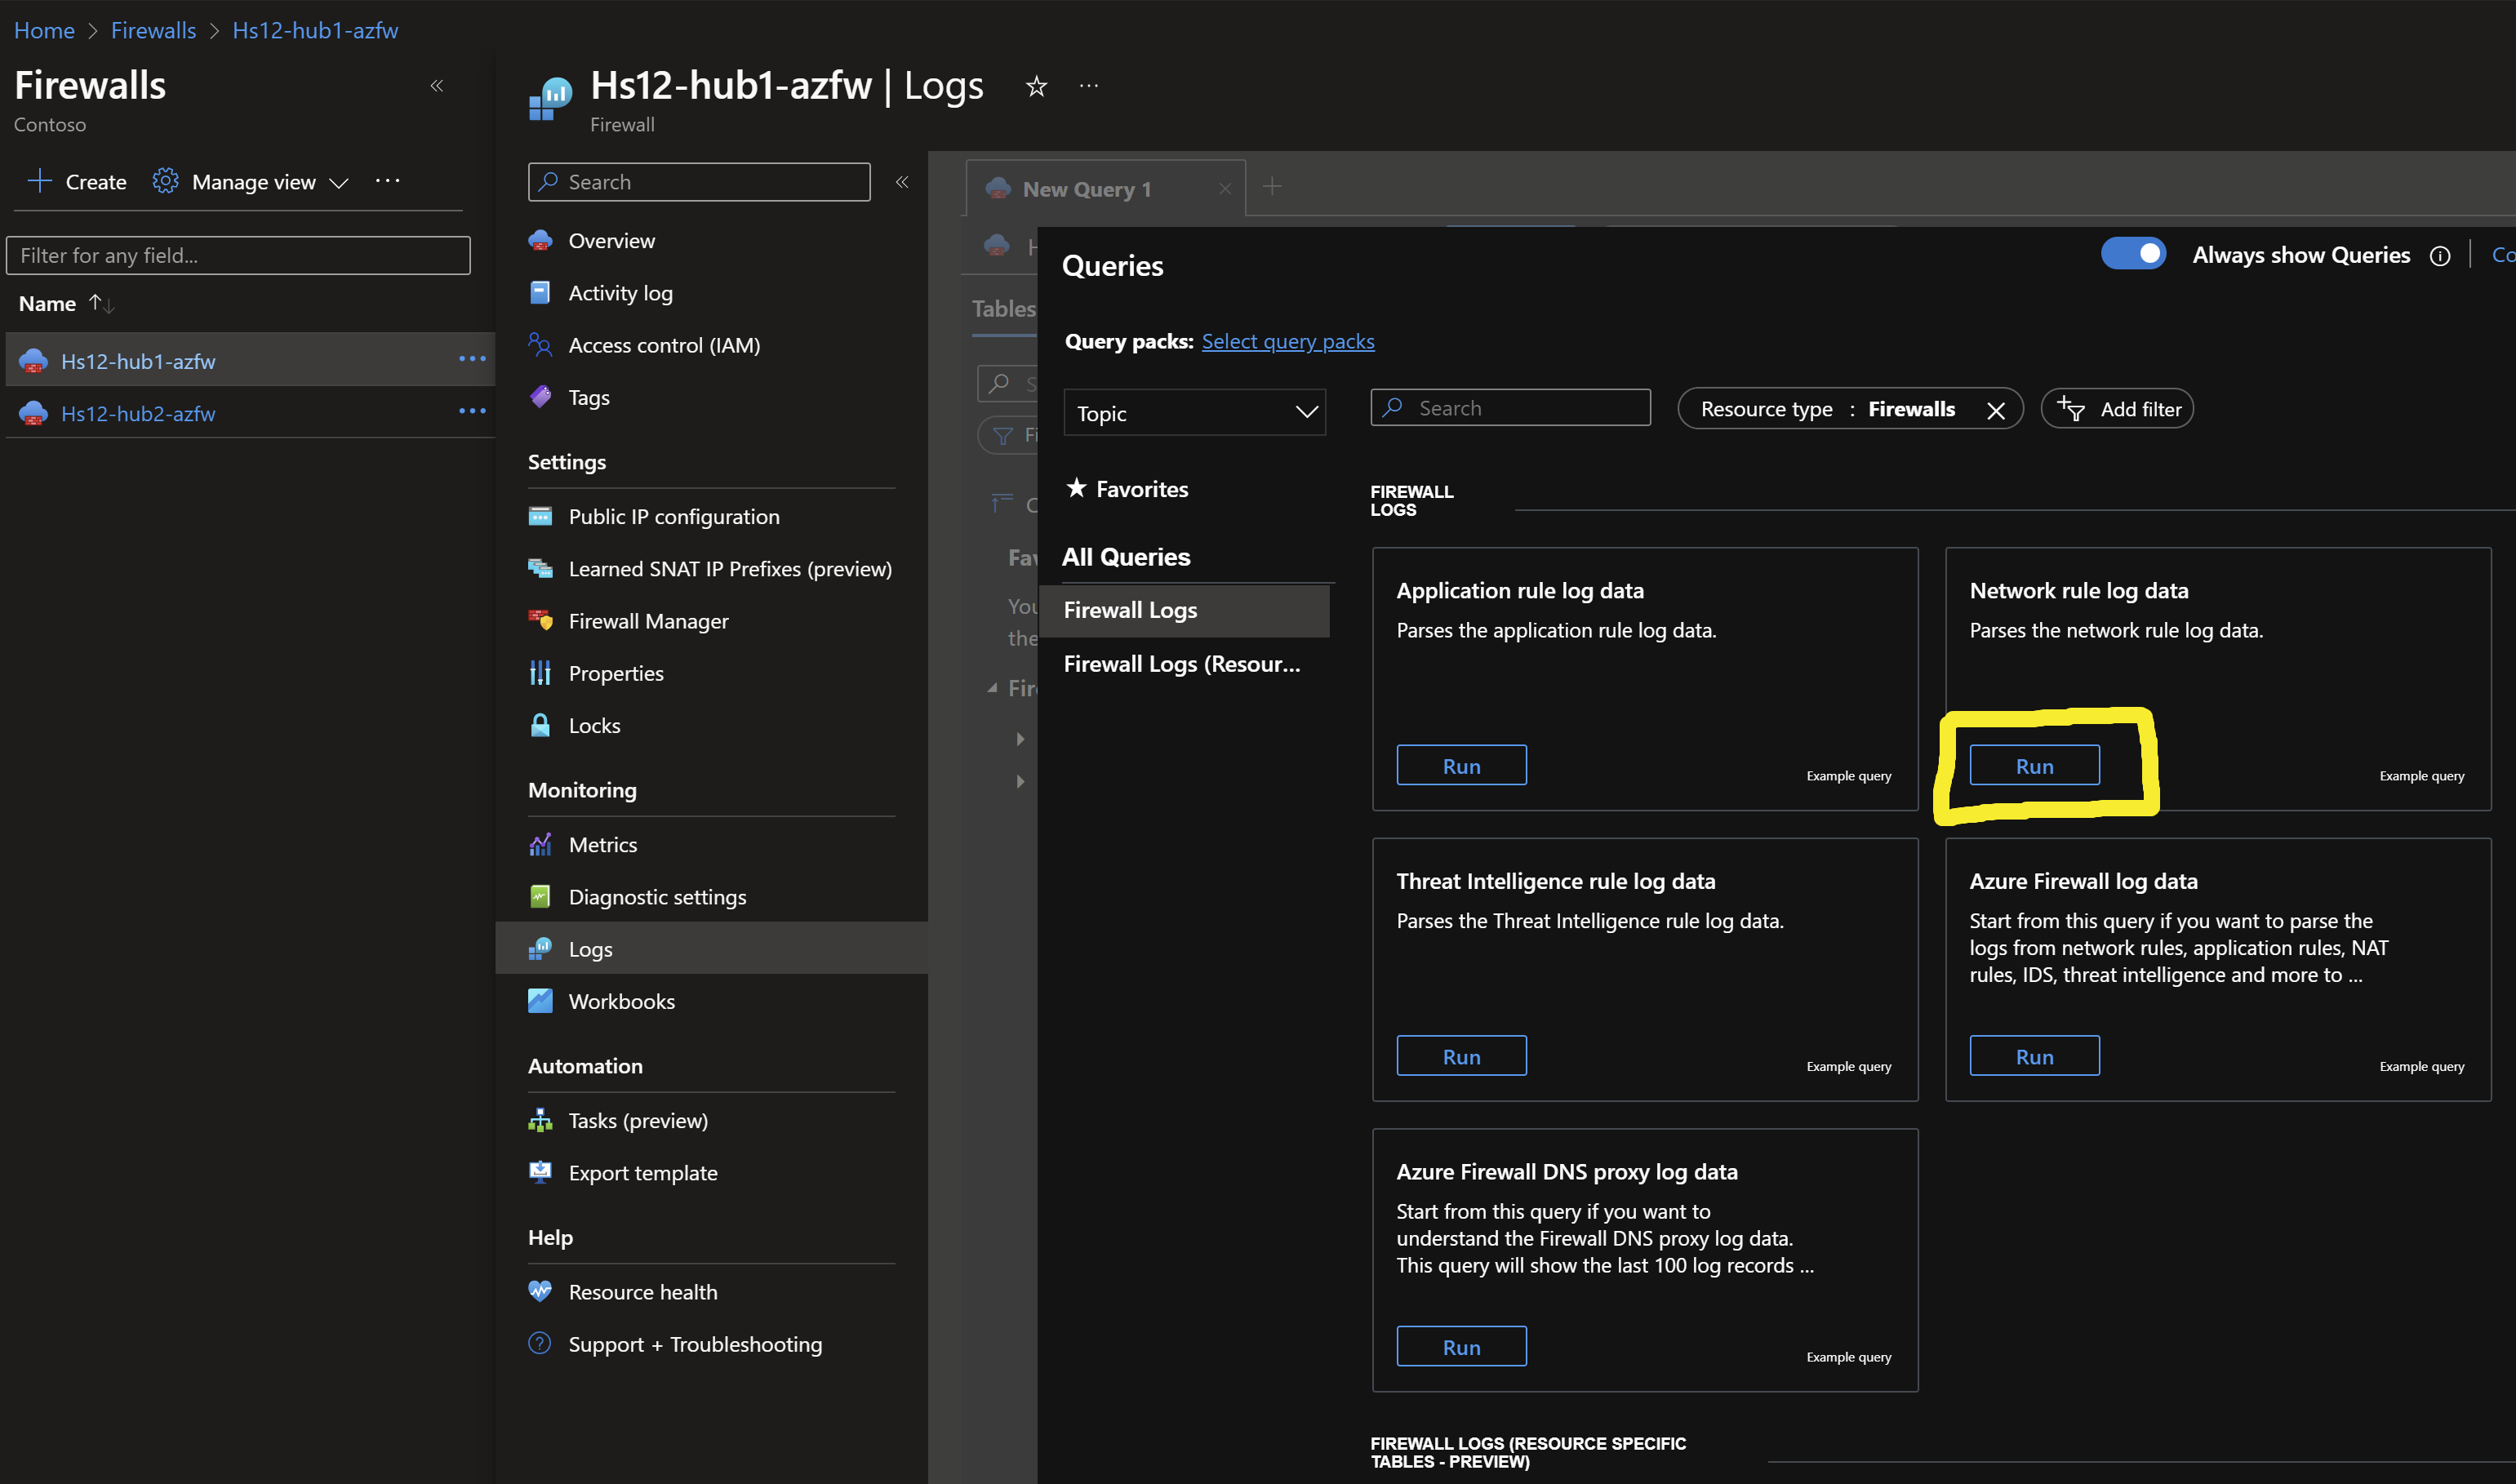 Home > Firewalls > Hs12-hub1-azfw
Firewalls
Contoso
Create
Manage view
Filter for any field...
Name
Hs12-hub1-azfw
Hs12-hub2-azfw
Hs12-hub1-azfw | Logs
Firewall
Search
Overview
Activity log
Access control (IAM)
Tags
Settings
Public IP configuration
Learned SNAT IP Prefixes (preview)
Firewall Manager
Properties
Locks
Monitoring
Metrics
Diagnostic settings
Logs
Workbooks
Automation
Tasks (preview)
Export template
Help
Resource health
Support + Troubleshooting
New Query 1
H
Tables
S
Fi
Fav
You
the
Fire
Queries
Always show Queries
Co
Query packs: Select query packs
Topic
Search
Resource type : Firewalls
Add filter
Favorites
All Queries
Firewall Logs
Firewall Logs (Resour...
FIREWALL
LOGS
Application rule log data
Parses the application rule log data.
Run
Example query
Network rule log data
Parses the network rule log data.
Run
Example query
Threat Intelligence rule log data
Parses the Threat Intelligence rule log data.
Run
Example query
Azure Firewall log data
Start from this query if you want to parse the
logs from network rules, application rules, NAT
rules, IDS, threat intelligence and more to ...
Run
Example query
Azure Firewall DNS proxy log data
Start from this query if you want to
understand the Firewall DNS proxy log data.
This query will show the last 100 log records ...
Run
Example query
FIREWALL LOGS (RESOURCE SPECIFIC
TABLES - PREVIEW)